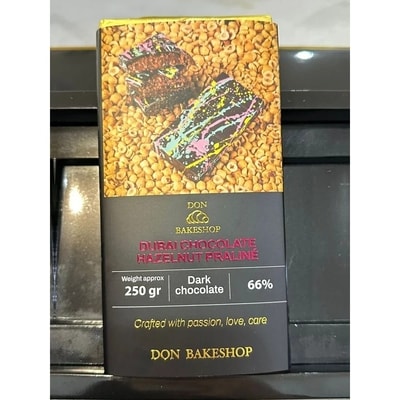 DON
BAKESHOP
DUBAI CHOCOLATE
HAZELNUT PRALINE
Weight approx
250 gr
Dark
chocolate
66%
Crafted with passion, love, care
DON BAKESHOP